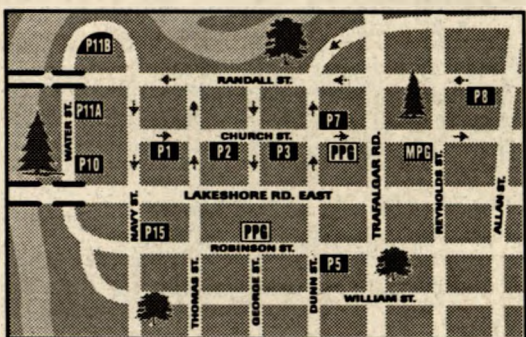 P11B
RANDALL ST.
P8
P11A
WATER ST.
P7
CHURCH ST.
P10
P1
P2
P3
PPG
TRAFALGAR RD.
MPG
REYNOLDS ST.
ALLAN ST.
LAKESHORE RD. EAST
NAVY ST.
P15
PPG
ROBINSON ST.
THOMAS ST.
GEORGE ST.
DUNN ST.
P5
WILLIAM ST.